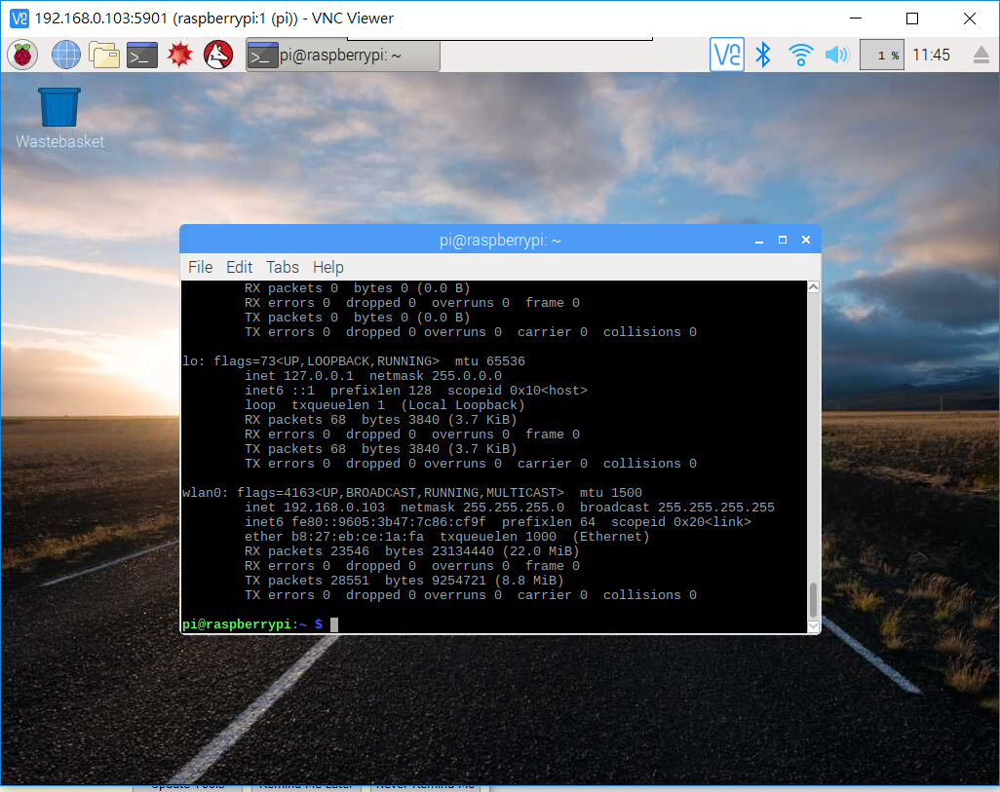 192.168.0.103:5901 (raspberrypi:1 (pi)) - VNC Viewer
pi@raspberrypi: ~
1 %
11:45
Wastebasket
pi@raspberrypi: ~
File Edit Tabs Help
RX packets 0  bytes 0 (0.0 B)
RX errors 0  dropped 0  overruns 0  frame 0
TX packets 0  bytes 0 (0.0 B)
TX errors 0  dropped 0 overruns 0  carrier 0  collisions 0
lo: flags=73<UP,LOOPBACK,RUNNING>  mtu 65536
inet 127.0.0.1  netmask 255.0.0.0
inet6 ::1  prefixlen 128  scopeid 0x10<host>
loop  txqueuelen 1  (Local Loopback)
RX packets 68  bytes 3840 (3.7 KiB)
RX errors 0  dropped 0  overruns 0  frame 0
TX packets 68  bytes 3840 (3.7 KiB)
TX errors 0  dropped 0 overruns 0  carrier 0  collisions 0
wlan0: flags=4163<UP,BROADCAST,RUNNING,MULTICAST>  mtu 1500
inet 192.168.0.103  netmask 255.255.255.0  broadcast 255.255.255.255
inet6 fe80::9605:3b47:7c86:cf9f  prefixlen 64  scopeid 0x20<link>
ether b8:27:eb:ce:1a:fa  txqueuelen 1000  (Ethernet)
RX packets 23546  bytes 23134440 (22.0 MiB)
RX errors 0  dropped 0  overruns 0  frame 0
TX packets 28551  bytes 9254721 (8.8 MiB)
TX errors 0  dropped 0 overruns 0  carrier 0  collisions 0
pi@raspberrypi:~ $
Update Tools Remind Me Later Never Remind Me